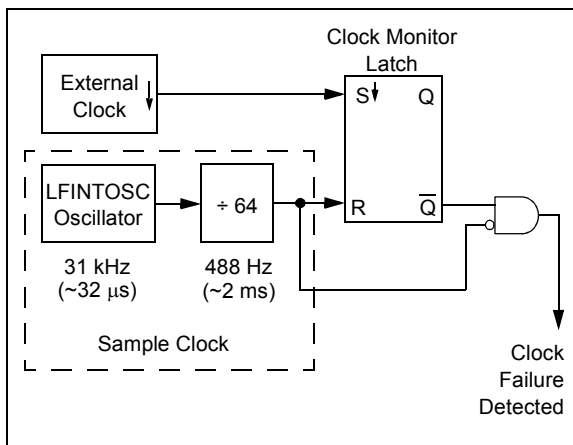 Clock Monitor
Latch
External
Clock
S
Q
LFINTOSC
Oscillator
÷ 64
R
Q̅
31 kHz
(~32 μs)
488 Hz
(~2 ms)
Sample Clock
Clock
Failure
Detected